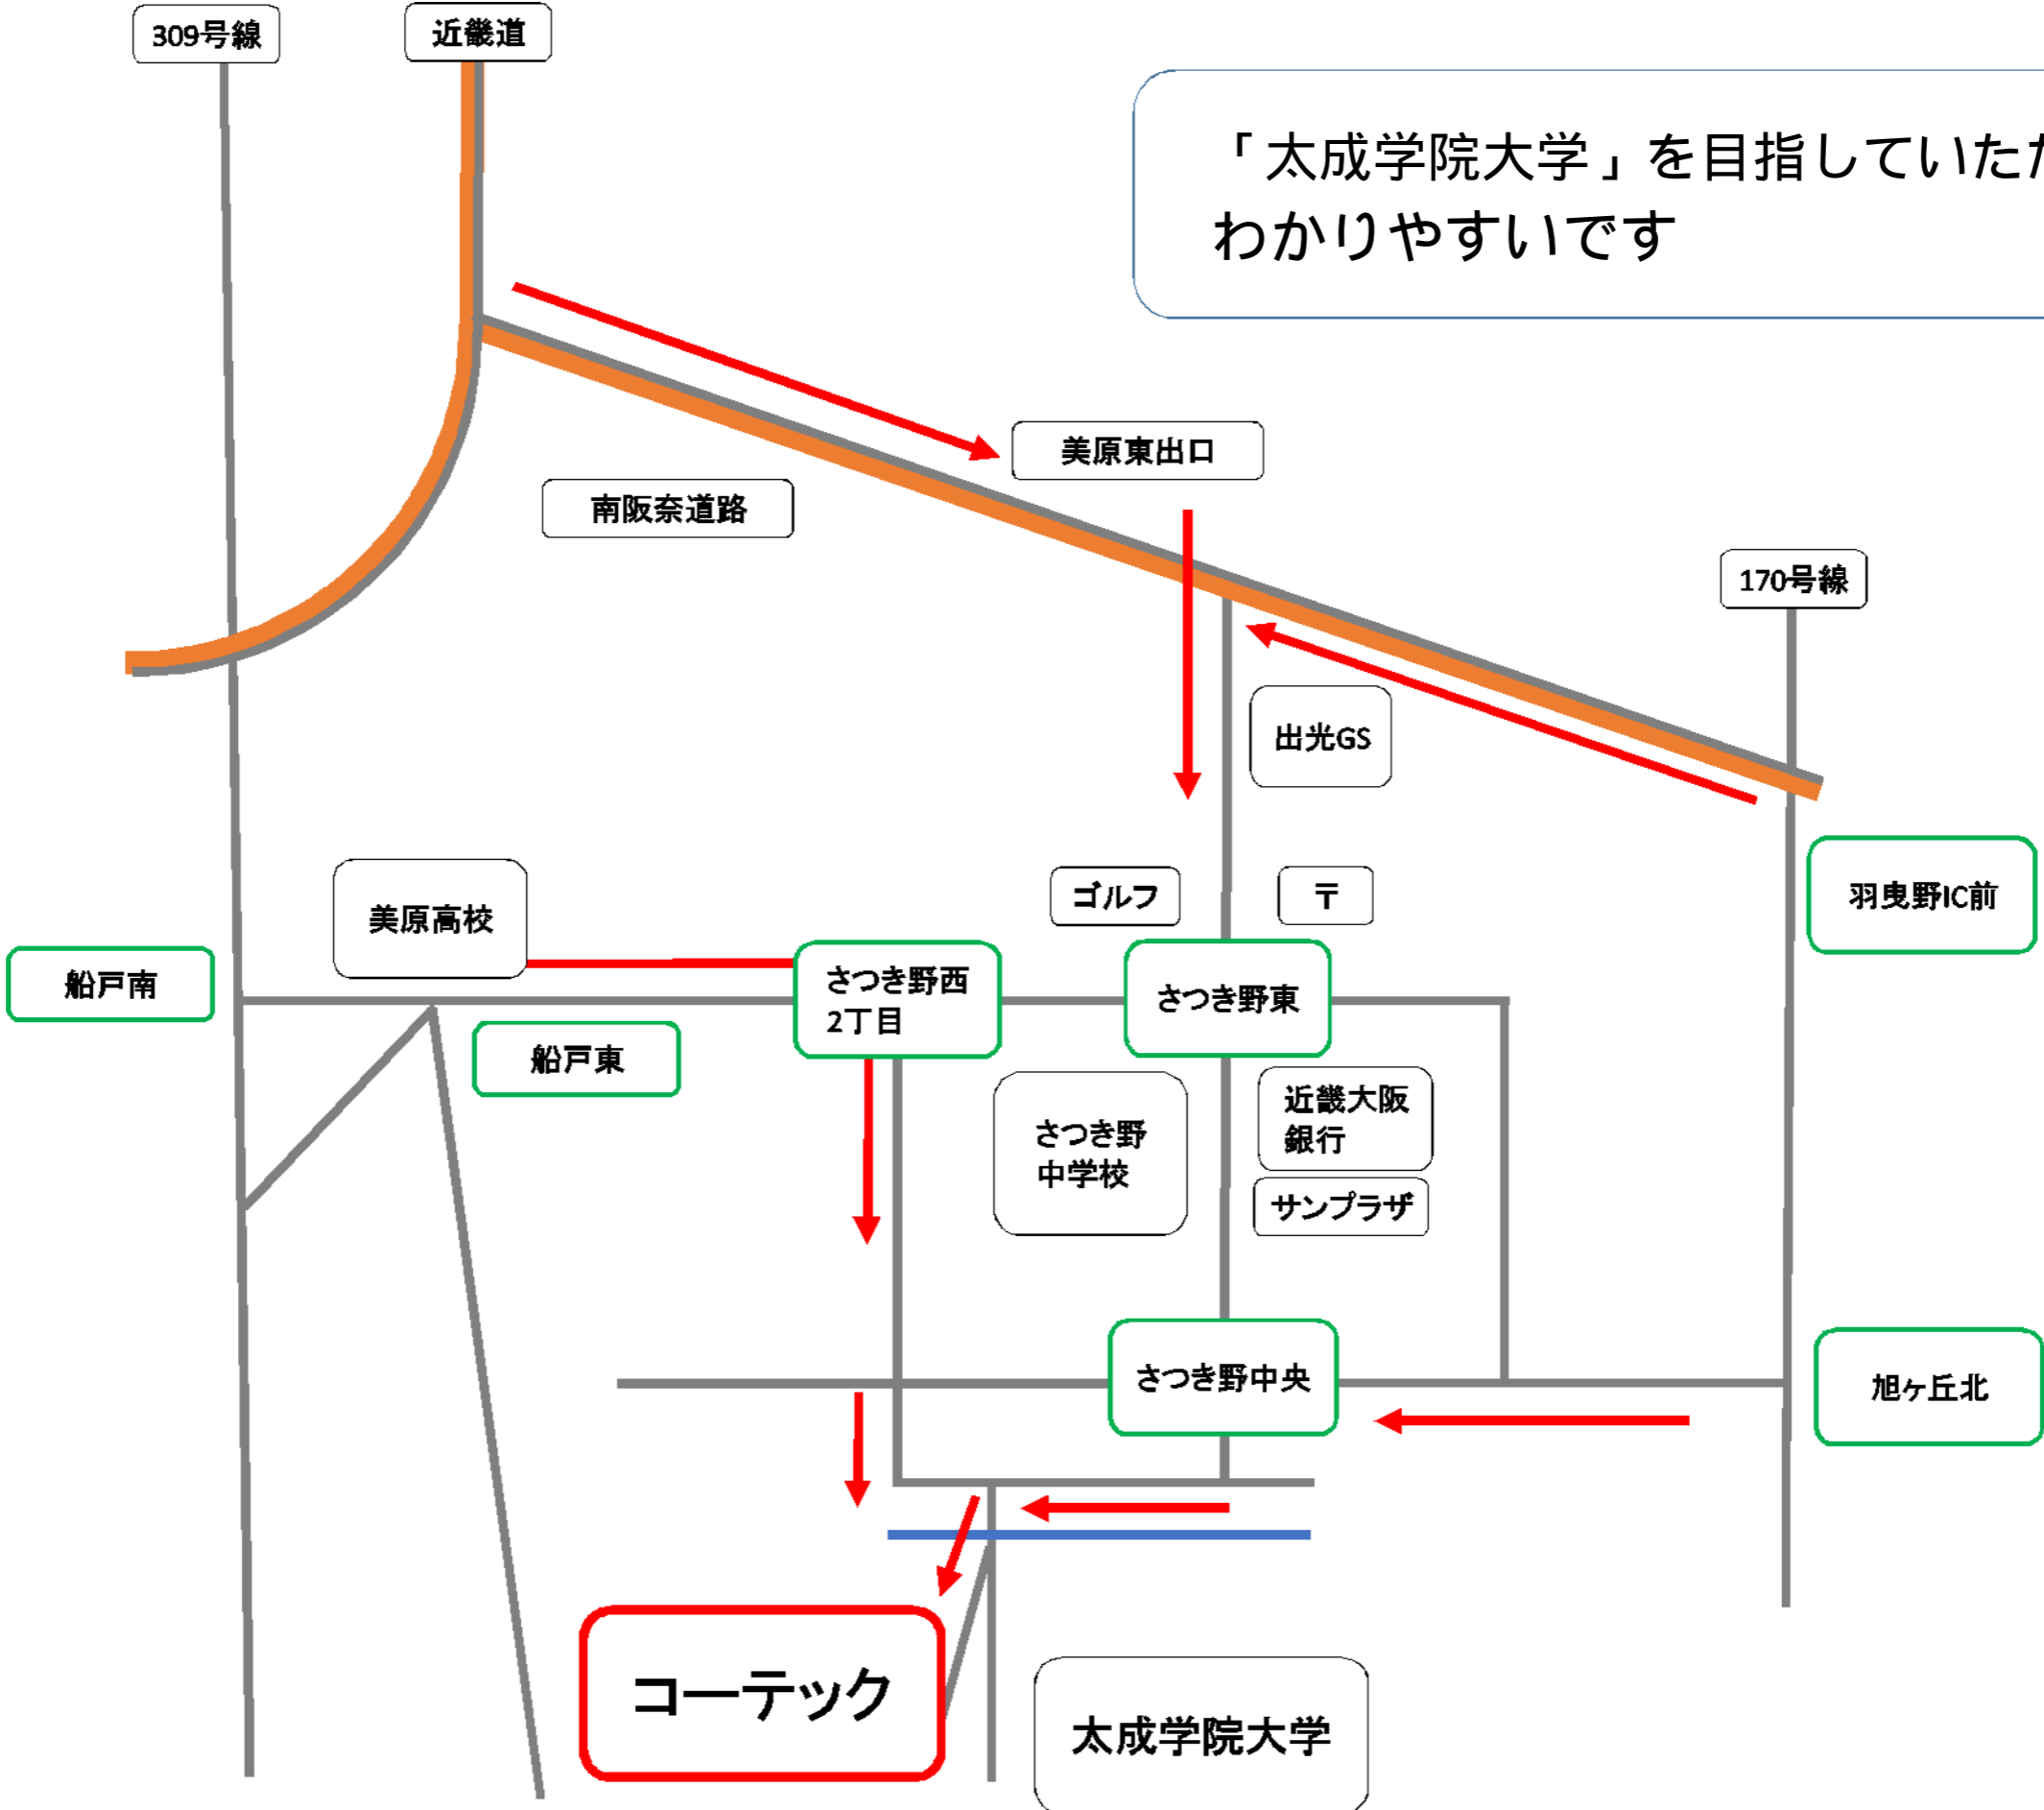 309号線
近畿道
「太成学院大学」を目指していただ
わかりやすいです
美原東出口
南阪奈道路
170号線
出光GS
美原高校
ゴルフ
〒
羽曳野IC前
船戸南
さつき野西
2丁目
さつき野東
船戸東
さつき野
中学校
近畿大阪
銀行
サンプラザ
さつき野中央
旭ヶ丘北
コーテック
太成学院大学